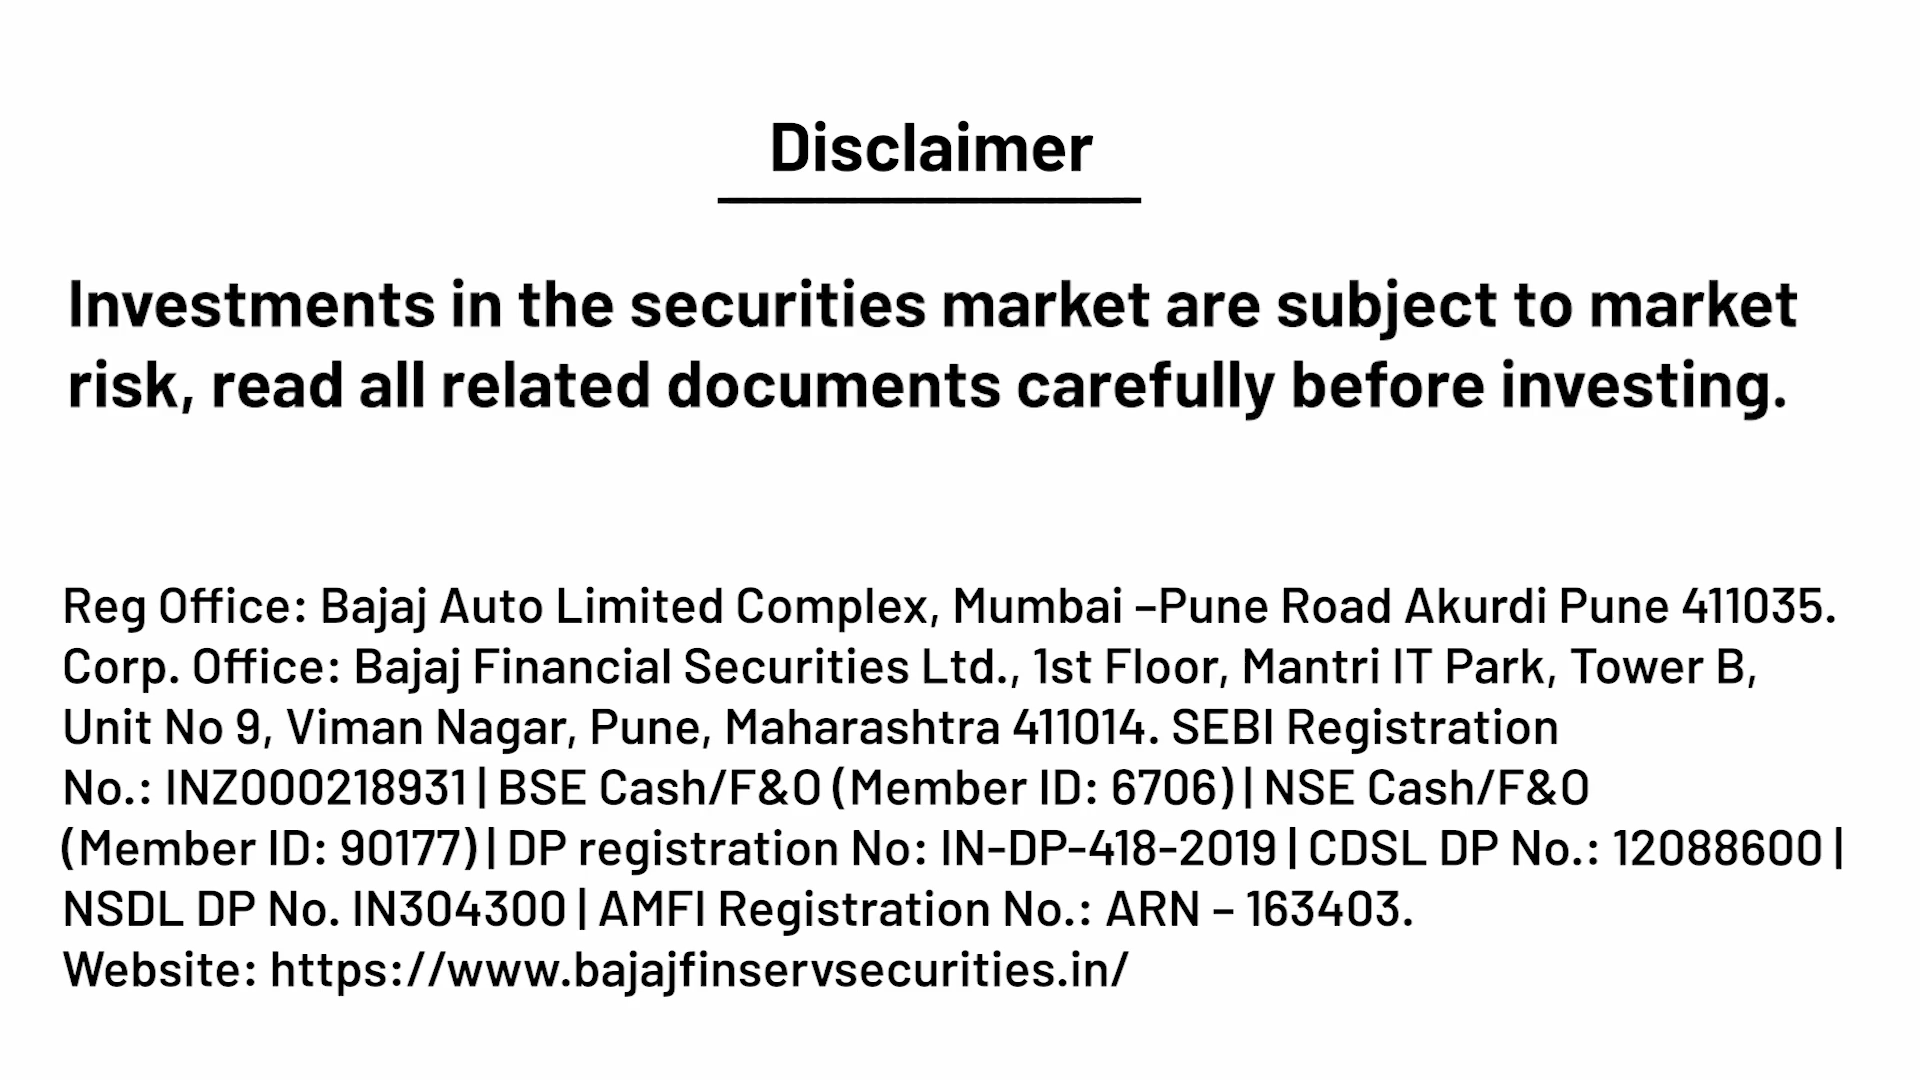 Disclaimer
Investments in the securities market are subject to market
risk, read all related documents carefully before investing.
Reg Office: Bajaj Auto Limited Complex, Mumbai –Pune Road Akurdi Pune 411035.
Corp. Office: Bajaj Financial Securities Ltd., 1st Floor, Mantri IT Park, Tower B,
Unit No 9, Viman Nagar, Pune, Maharashtra 411014. SEBI Registration
No.: INZ000218931 | BSE Cash/F&O (Member ID: 6706) | NSE Cash/F&O
(Member ID: 90177) | DP registration No: IN-DP-418-2019 | CDSL DP No.: 12088600 |
NSDL DP No. IN304300 | AMFI Registration No.: ARN – 163403.
Website: https://www.bajajfinservsecurities.in/